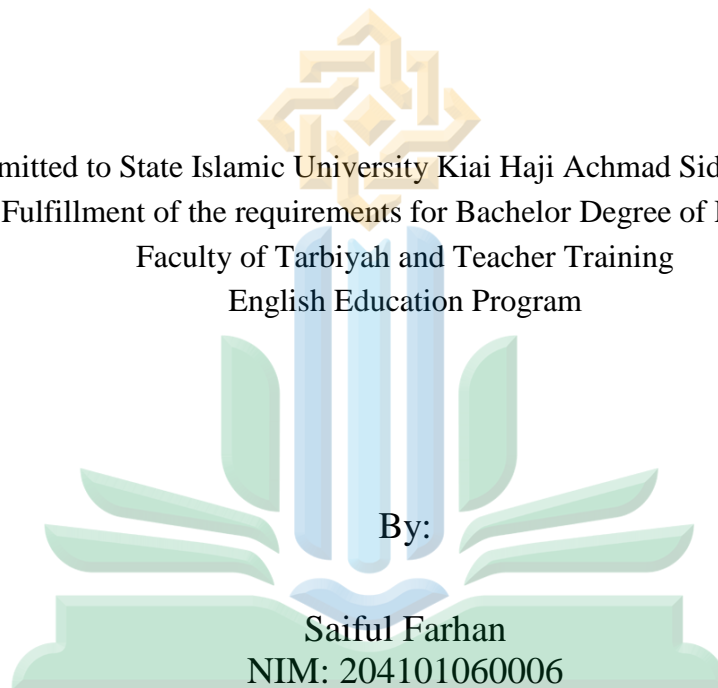 mitted to State Islamic University Kiai Haji Achmad Sid
Fulfillment of the requirements for Bachelor Degree of
Faculty of Tarbiyah and Teacher Training
English Education Program
By:
Saiful Farhan
NIM: 204101060006